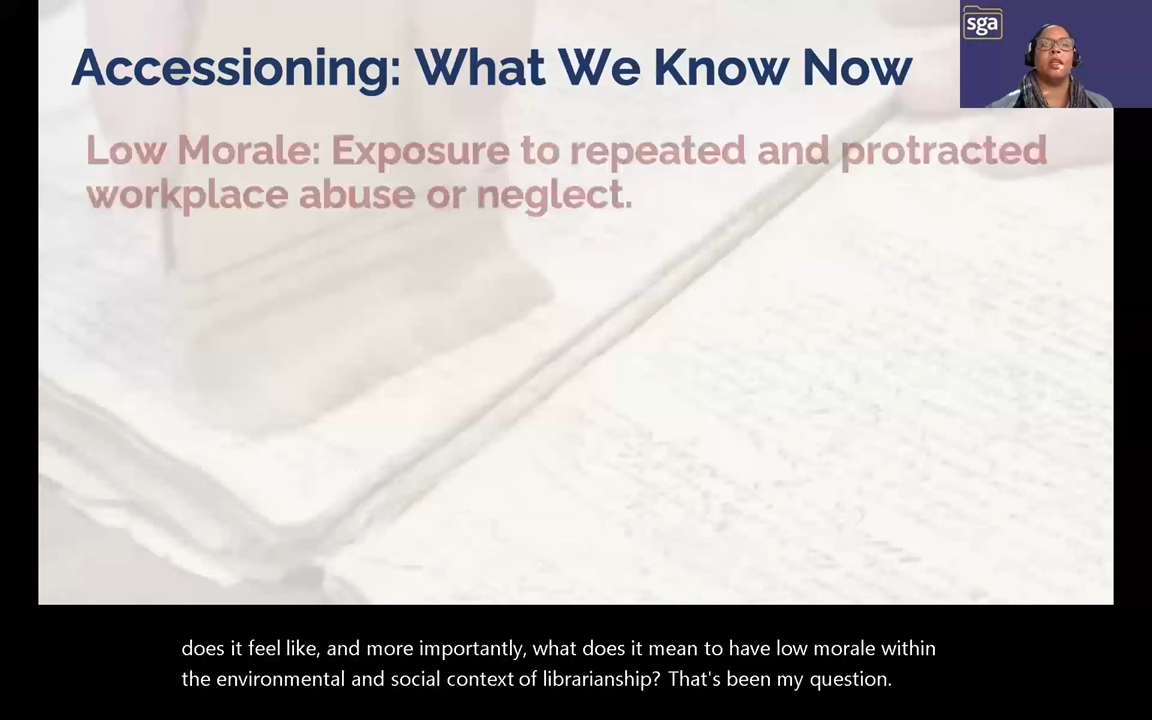 Accessioning: What We Know Now
sga
Low Morale: Exposure to repeated and protracted
workplace abuse or neglect.
does it feel like, and more importantly, what does it mean to have low morale within
the environmental and social context of librarianship? That's been my question.